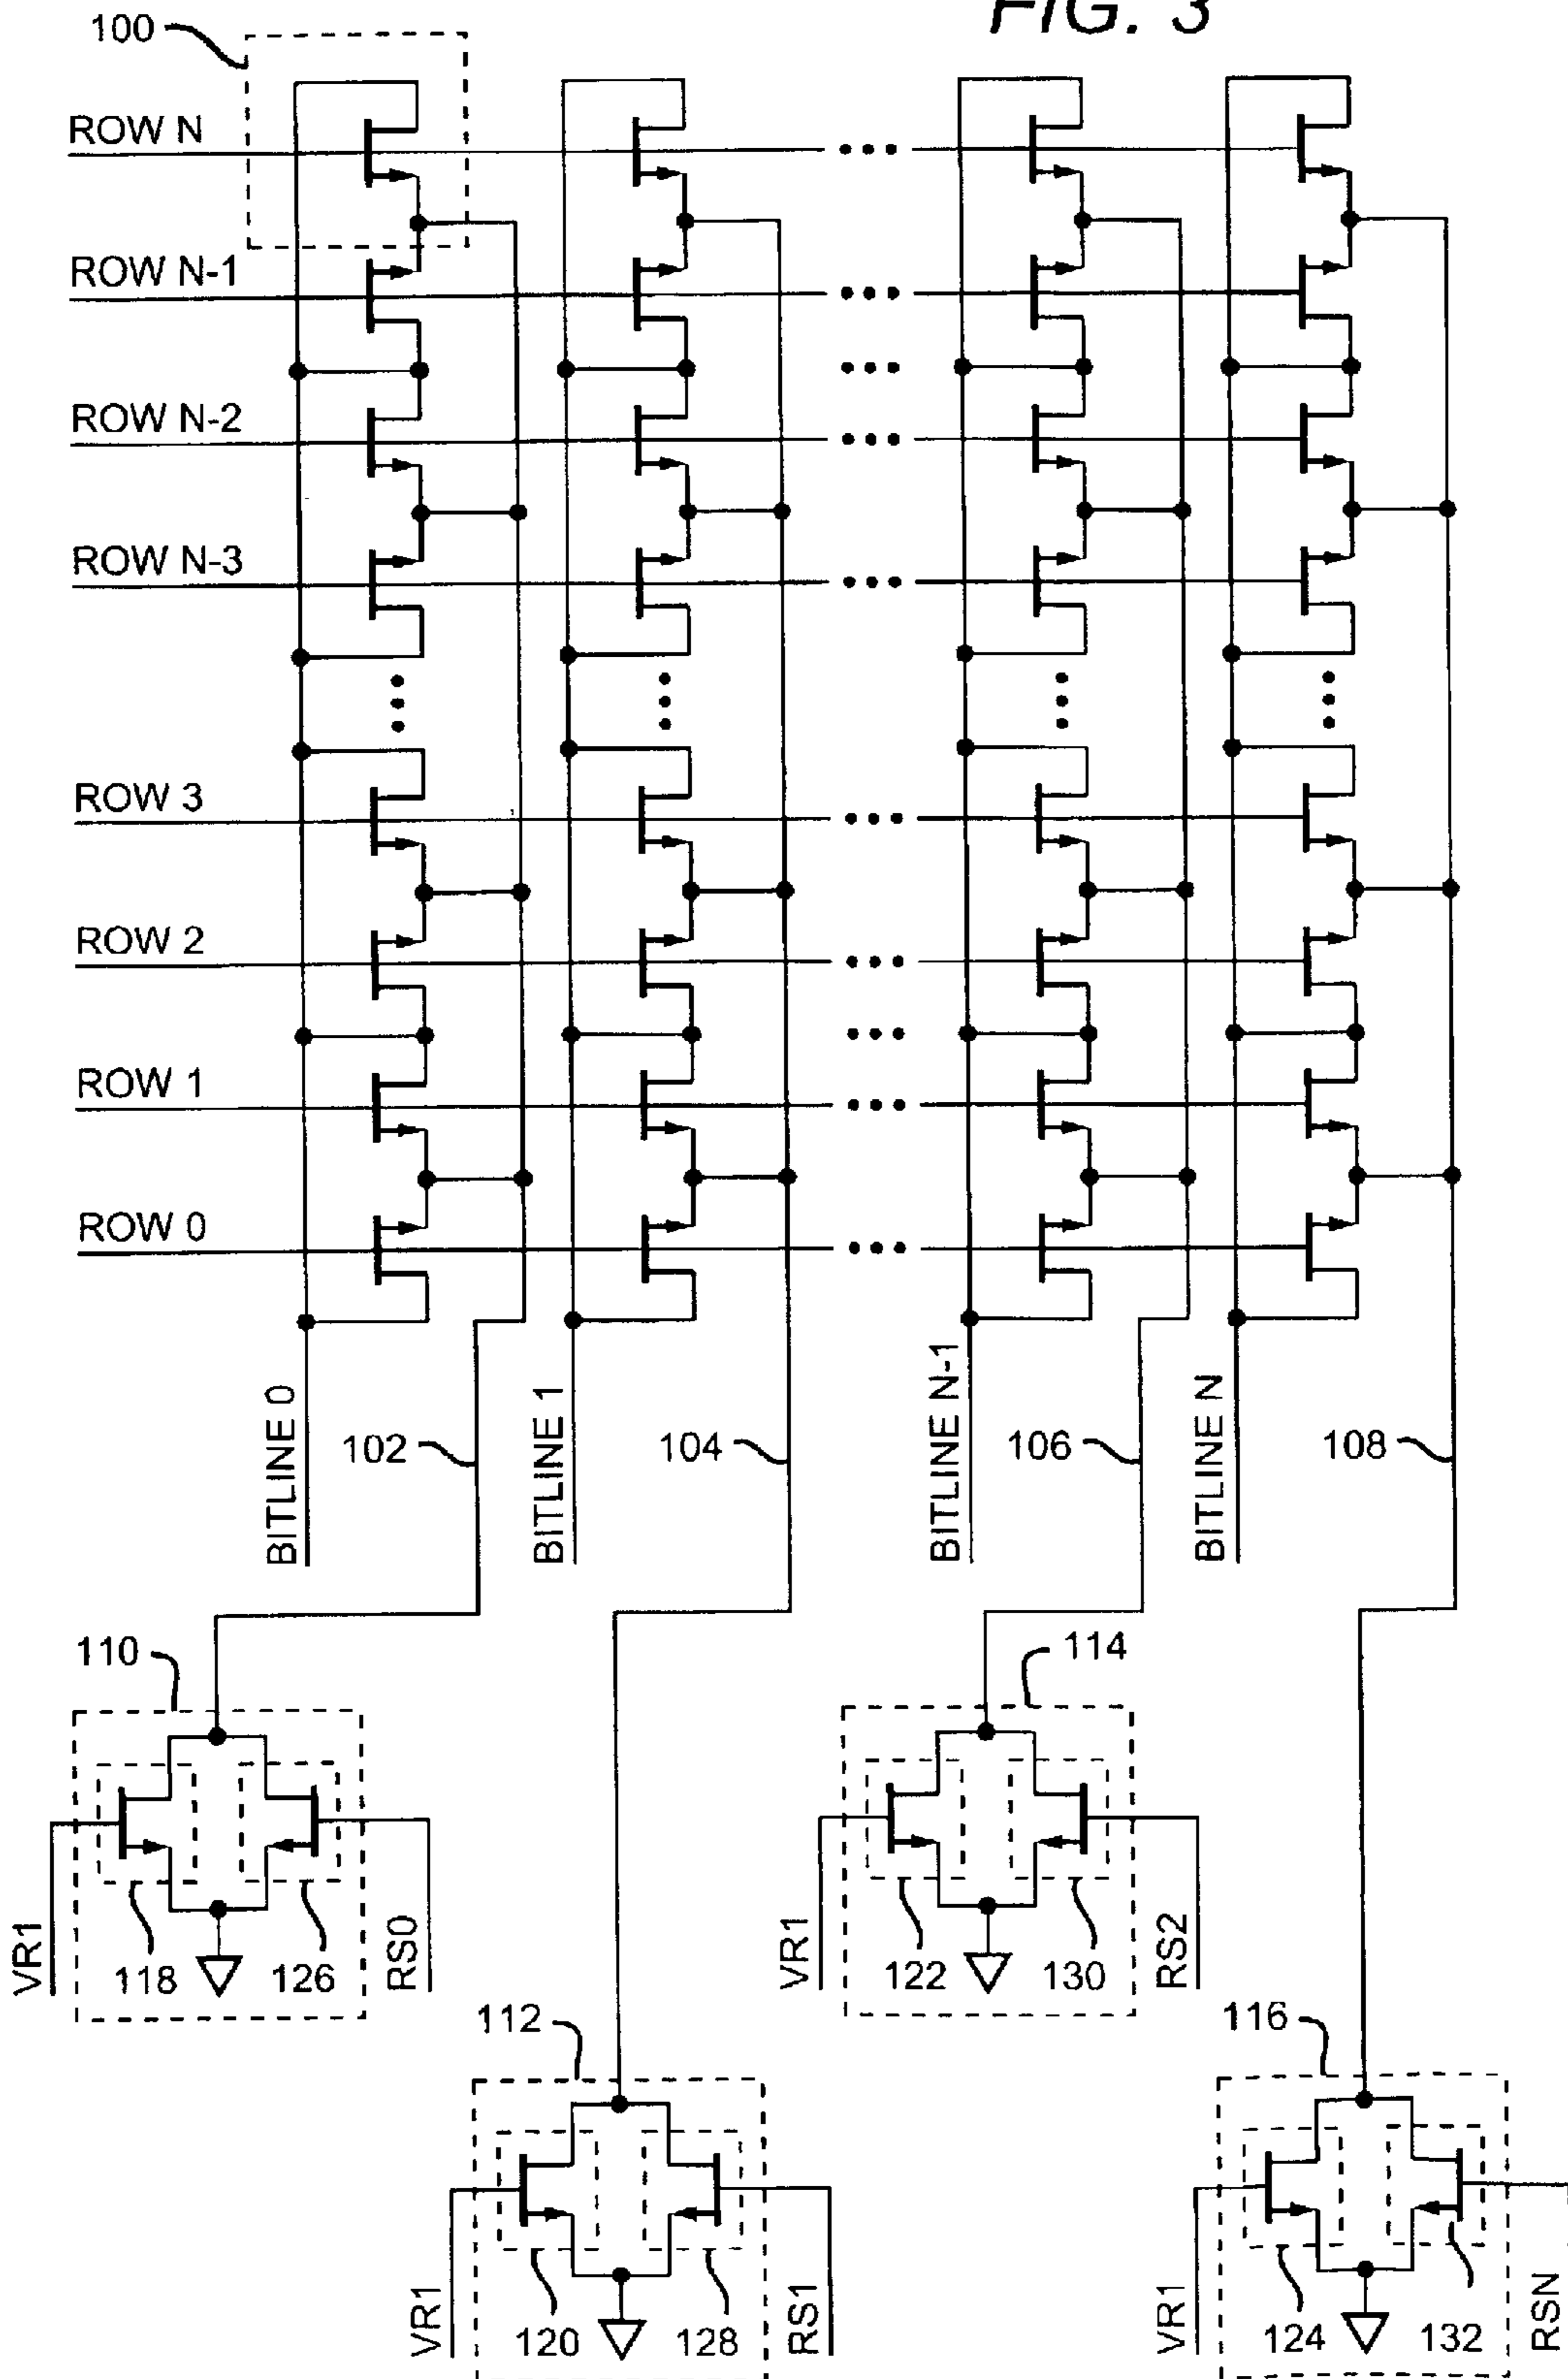 FIG. 3
100
ROW N
ROW N-1
ROW N-2
ROW N-3
ROW 3
ROW 2
ROW 1
ROW 0
BITLINE 0
102
BITLINE 1
104
BITLINE N-1
106
BITLINE N
108
110
114
VR1
118
126
RS0
VR1
122
130
RS2
112
116
VR1
120
128
RS1
VR1
124
132
RSN